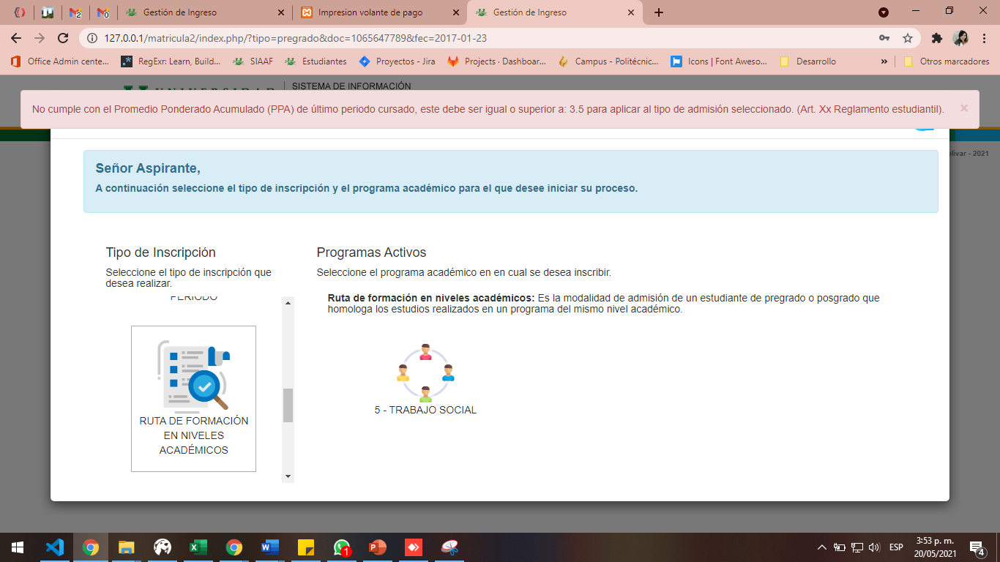 Gestión de Ingreso
Impresion volante de pago
Gestión de Ingreso
127.0.0.1/matricula2/index.php/?tipo=pregrado&doc=10656477898&fec=2017-01-23
Office Admin cente...
RegExr: Learn, Build...
SIAAF
Estudiantes
Proyectos - Jira
Projects · Dashboar...
Campus - Politécnic...
Icons | Font Aweso...
Desarrollo
»
Otros marcadores
SISTEMA DE INFORMACIÓN
No cumple con el Promedio Ponderado Acumulado (PPA) de último periodo cursado, este debe ser igual o superior a: 3.5 para aplicar al tipo de admisión seleccionado. (Art. Xx Reglamento estudiantil).
×
olivar - 2021
Señor Aspirante,
A continuación seleccione el tipo de inscripción y el programa académico para el que desee iniciar su proceso.
Tipo de Inscripción
Seleccione el tipo de inscripción que
desea realizar.
PERIODO
RUTA DE FORMACIÓN
EN NIVELES
ACADÉMICOS
Programas Activos
Seleccione el programa académico en en cual se desea inscribir.
Ruta de formación en niveles académicos: Es la modalidad de admisión de un estudiante de pregrado o posgrado que
homologa los estudios realizados en un programa del mismo nivel académico.
5 - TRABAJO SOCIAL
1
ESP
3:53 p. m.
20/05/2021
4